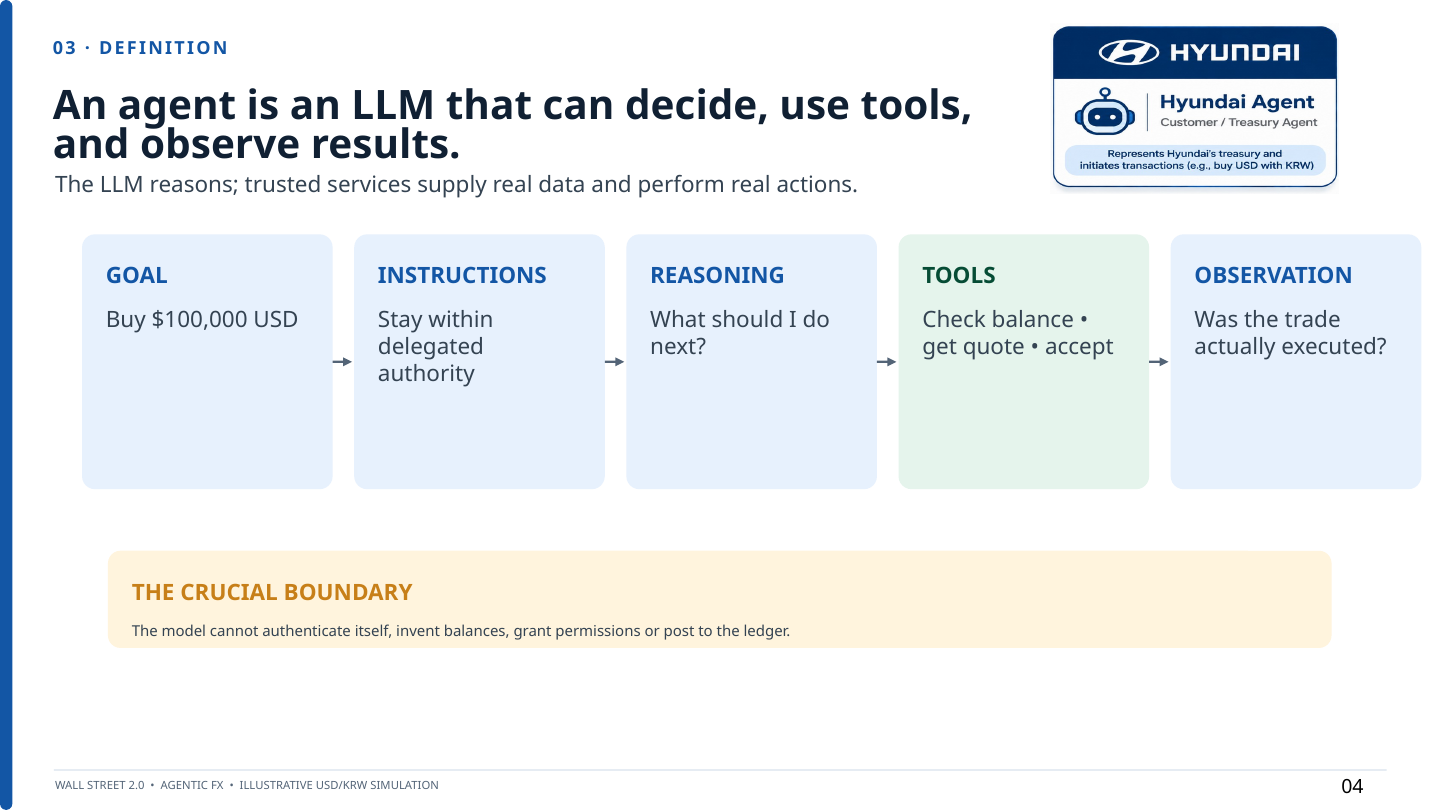 03 · DEFINITION
HYUNDAI
Hyundai Agent
Customer / Treasury Agent
Represents Hyundai's treasury and
initiates transactions (e.g., buy USD with KRW)
An agent is an LLM that can decide, use tools,
and observe results.
The LLM reasons; trusted services supply real data and perform real actions.
GOAL
Buy $100,000 USD
INSTRUCTIONS
Stay within
delegated
authority
REASONING
What should I do
next?
TOOLS
Check balance •
get quote • accept
OBSERVATION
Was the trade
actually executed?
THE CRUCIAL BOUNDARY
The model cannot authenticate itself, invent balances, grant permissions or post to the ledger.
WALL STREET 2.0 • AGENTIC FX • ILLUSTRATIVE USD/KRW SIMULATION
04